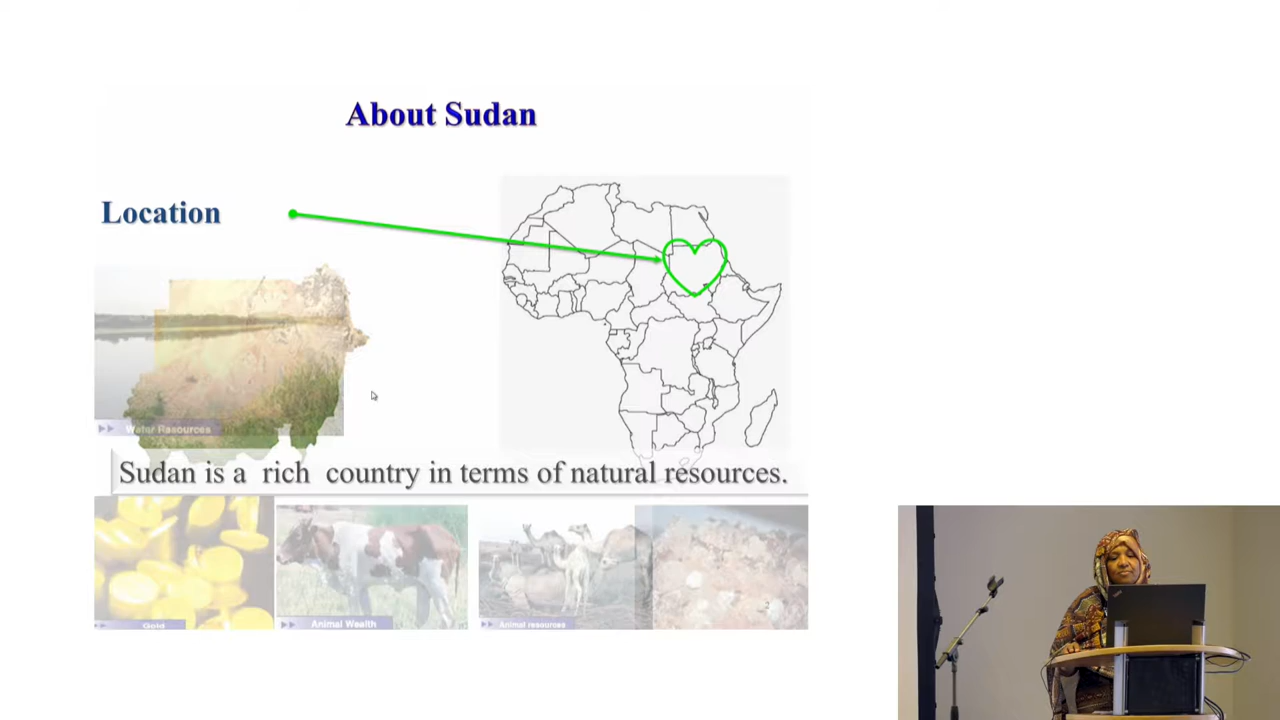 About Sudan
Location
Water Resources
Sudan is a rich country in terms of natural resources.
Gold
Animal Wealth
Animal resources